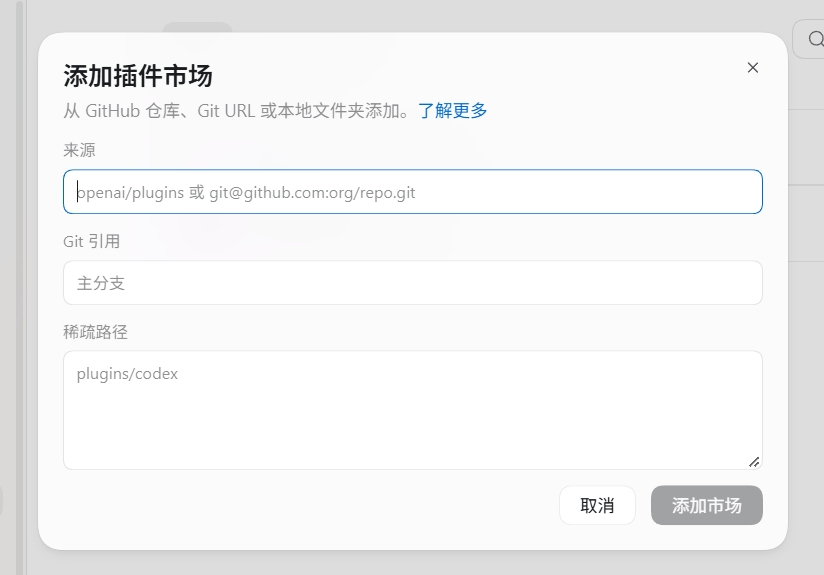 添加插件市场
从 GitHub 仓库、Git URL 或本地文件夹添加。了解更多
来源
openai/plugins 或 git@github.com:org/repo.git
Git 引用
主分支
稀疏路径
plugins/codex
取消
添加市场